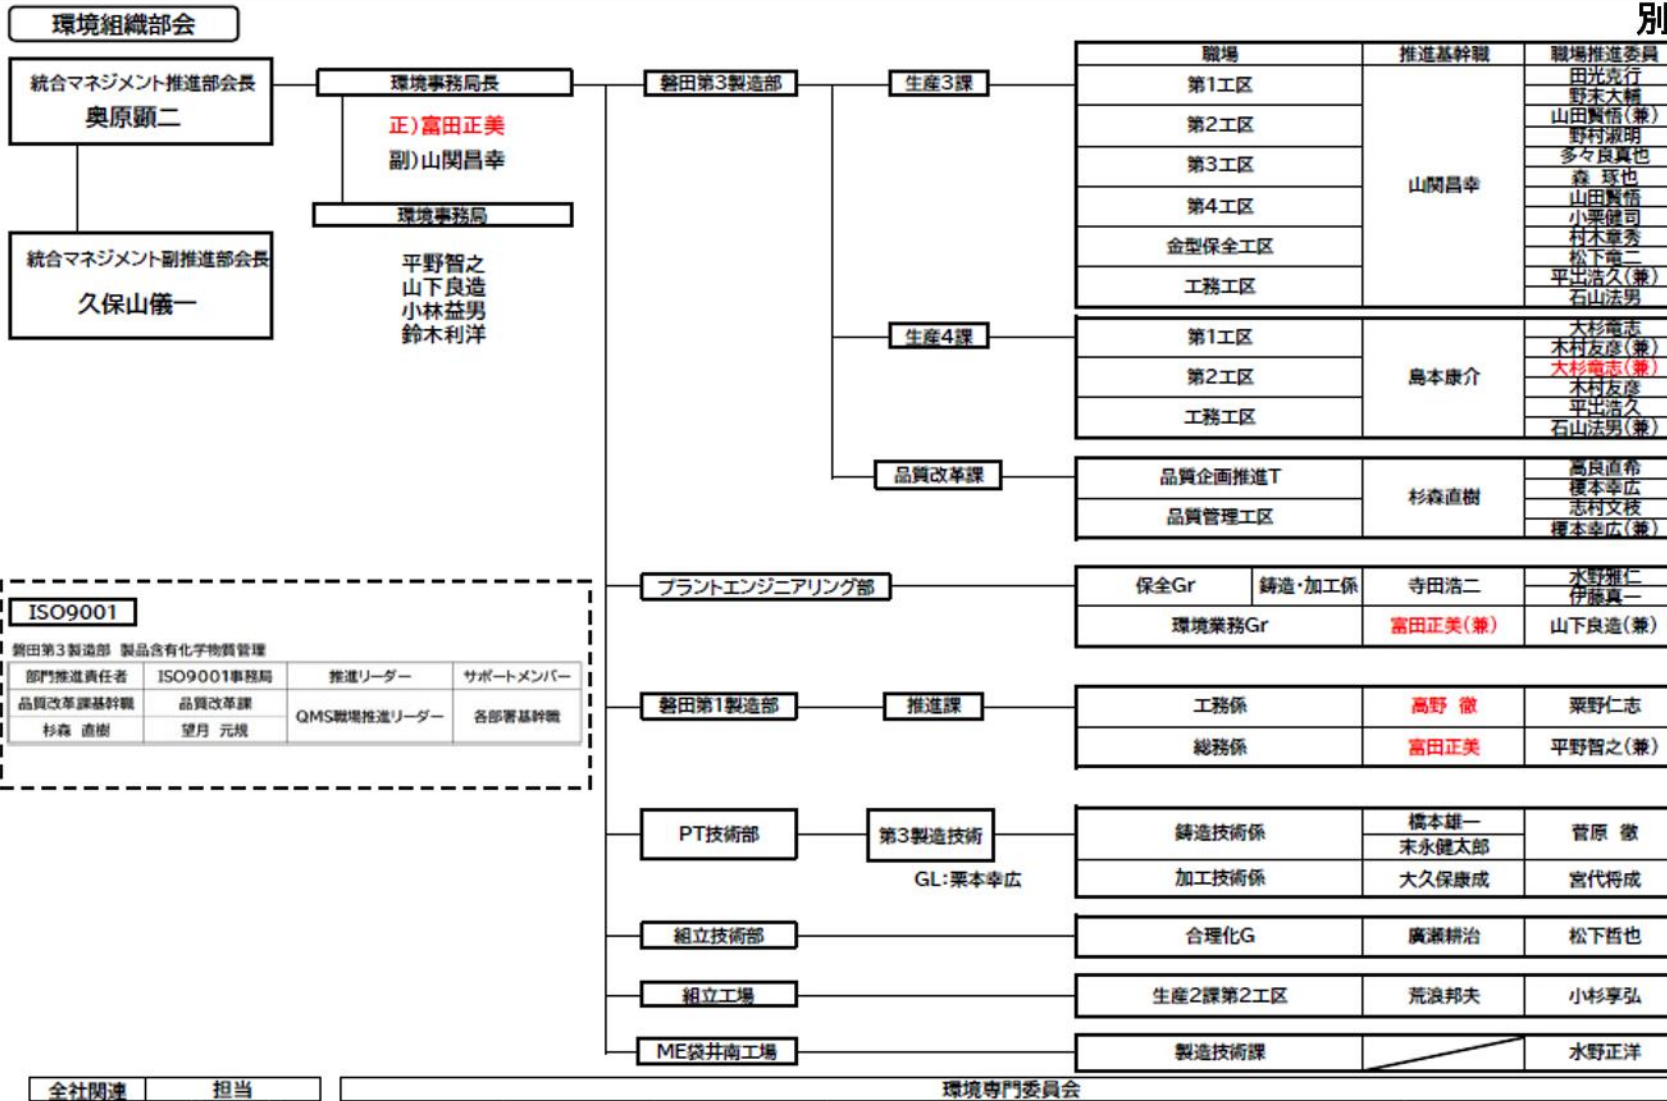 環境組織部会
別
統合マネジメント推進部会長
奥原顕二
統合マネジメント副推進部会長
久保山儀一
環境事務局長
正)富田正美
副)山関昌幸
環境事務局
平野智之
山下良造
小林益男
鈴木利洋
職場 推進基幹職 職場推進委員
磐田第3製造部
生産3課
第1工区
第2工区
第3工区
第4工区
金型保全工区
工務工区
山関昌幸
田光克行
野末大輔
山田賢悟(兼)
野村淑明
多々良真也
森 琢也
山田賢悟
小栗健司
村木章秀
松下竜二
平出浩久(兼)
石山法男
生産4課
第1工区
第2工区
工務工区
島本康介
大杉竜志
木村友彦(兼)
大杉竜志(兼)
木村友彦
平出浩久
石山法男(兼)
品質改革課
品質企画推進T
品質管理工区
杉森直樹
高良直希
榎本幸広
志村文枝
榎本幸広(兼)
プラントエンジニアリング部
保全Gr 鋳造・加工係 寺田浩二
水野雅仁
伊藤真一
環境業務Gr 富田正美(兼) 山下良造(兼)
磐田第1製造部
推進課
工務係 高野 徹 粟野仁志
総務係 富田正美 平野智之(兼)
PT技術部
第3製造技術
GL:栗本幸広
鋳造技術係
橋本雄一
末永健太郎
菅原 徹
加工技術係 大久保康成 宮代将成
組立技術部
合理化G 廣瀬耕治 松下哲也
組立工場
生産2課第2工区 荒浪邦夫 小杉享弘
ME袋井南工場
製造技術課 水野正洋
ISO9001
磐田第3製造部 製品含有化学物質管理
部門推進責任者 ISO9001事務局 推進リーダー サポートメンバー
品質改革課基幹職 品質改革課
QMS職場推進リーダー 各部署基幹職
杉森 直樹 望月 元規
全社関連 担当
環境専門委員会